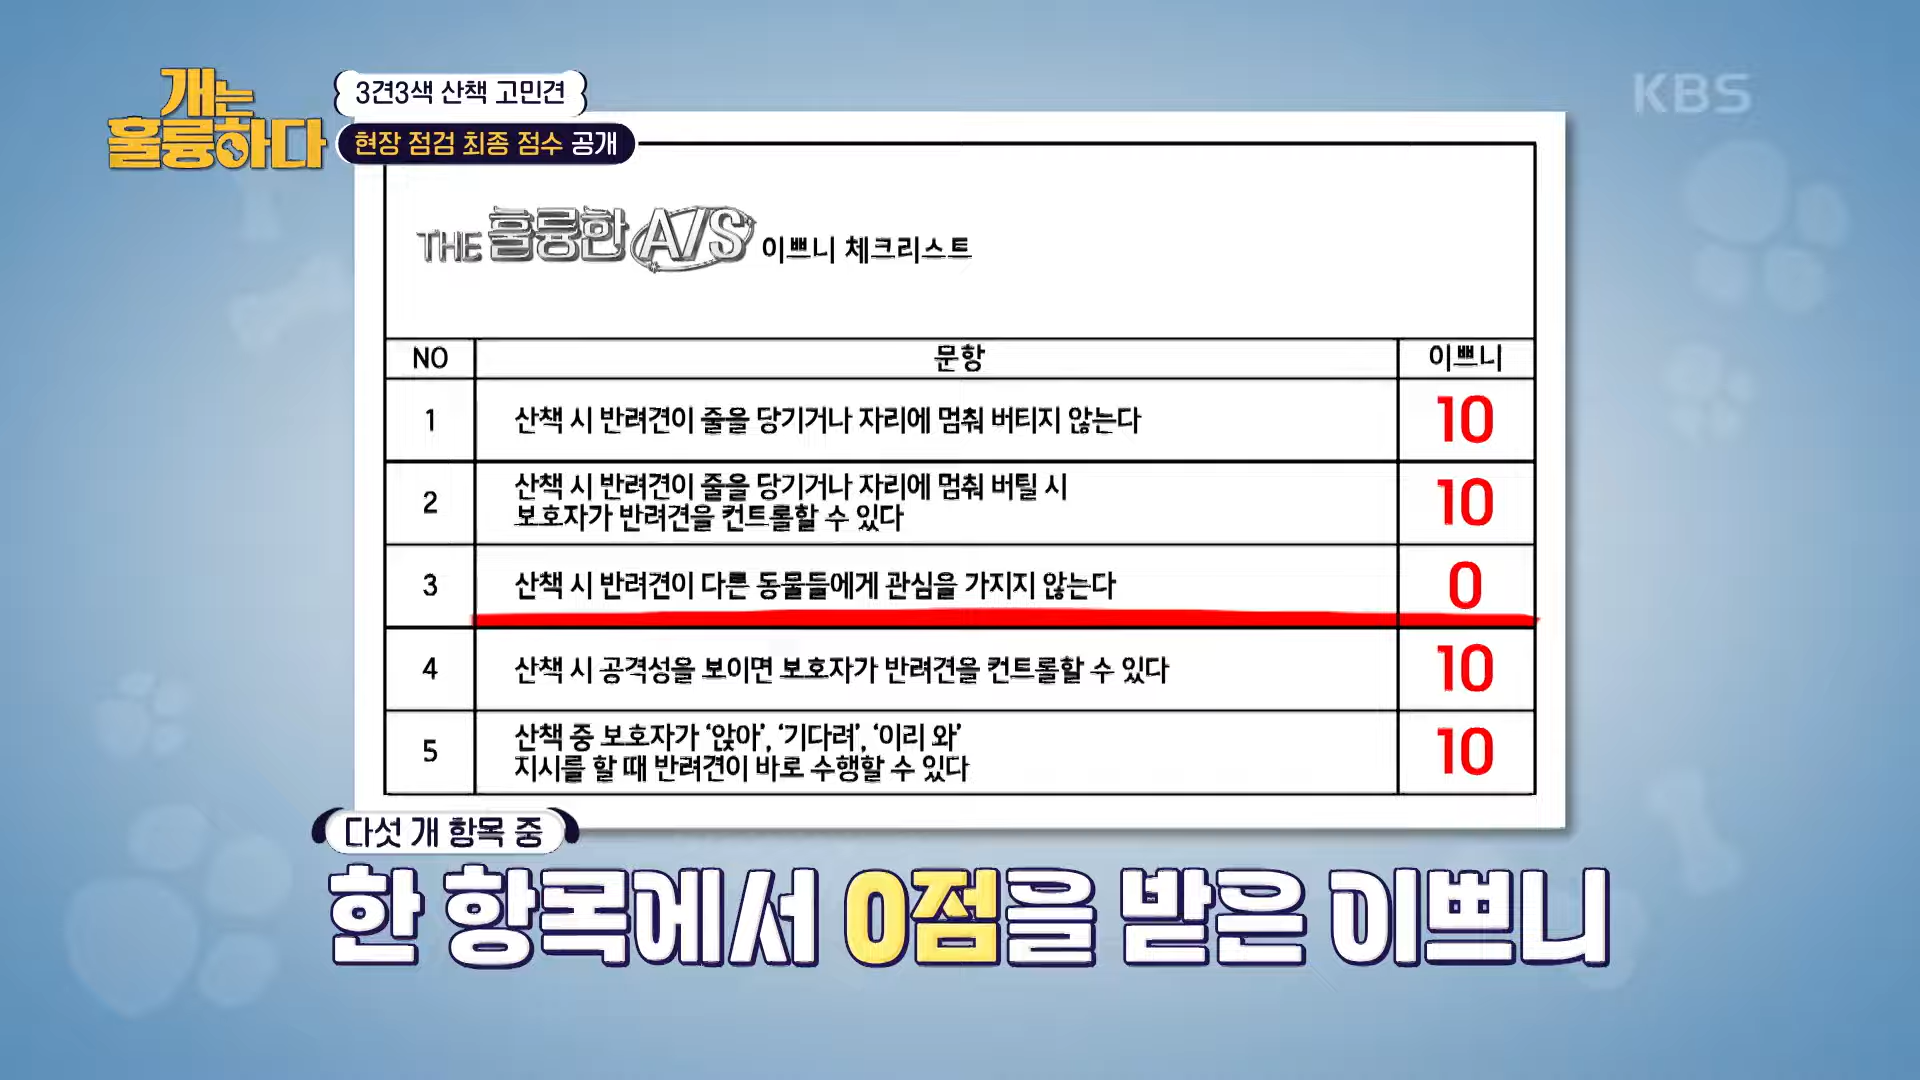 개는
훌륭하다
3견3색 산책 고민견
현장 점검 최종 점수 공개
KBS
THE 훌륭한 A/S 이쁘니 체크리스트
NO 문항 이쁘니
1 산책 시 반려견이 줄을 당기거나 자리에 멈춰 버티지 않는다 10
2 산책 시 반려견이 줄을 당기거나 자리에 멈춰 버틸 시
보호자가 반려견을 컨트롤할 수 있다 10
3 산책 시 반려견이 다른 동물들에게 관심을 가지지 않는다 0
4 산책 시 공격성을 보이면 보호자가 반려견을 컨트롤할 수 있다 10
5 산책 중 보호자가 ‘앉아’, ‘기다려’, ‘이리 와’
지시를 할 때 반려견이 바로 수행할 수 있다 10
다섯 개 항목 중
한 항목에서 0점을 받은 이쁘니